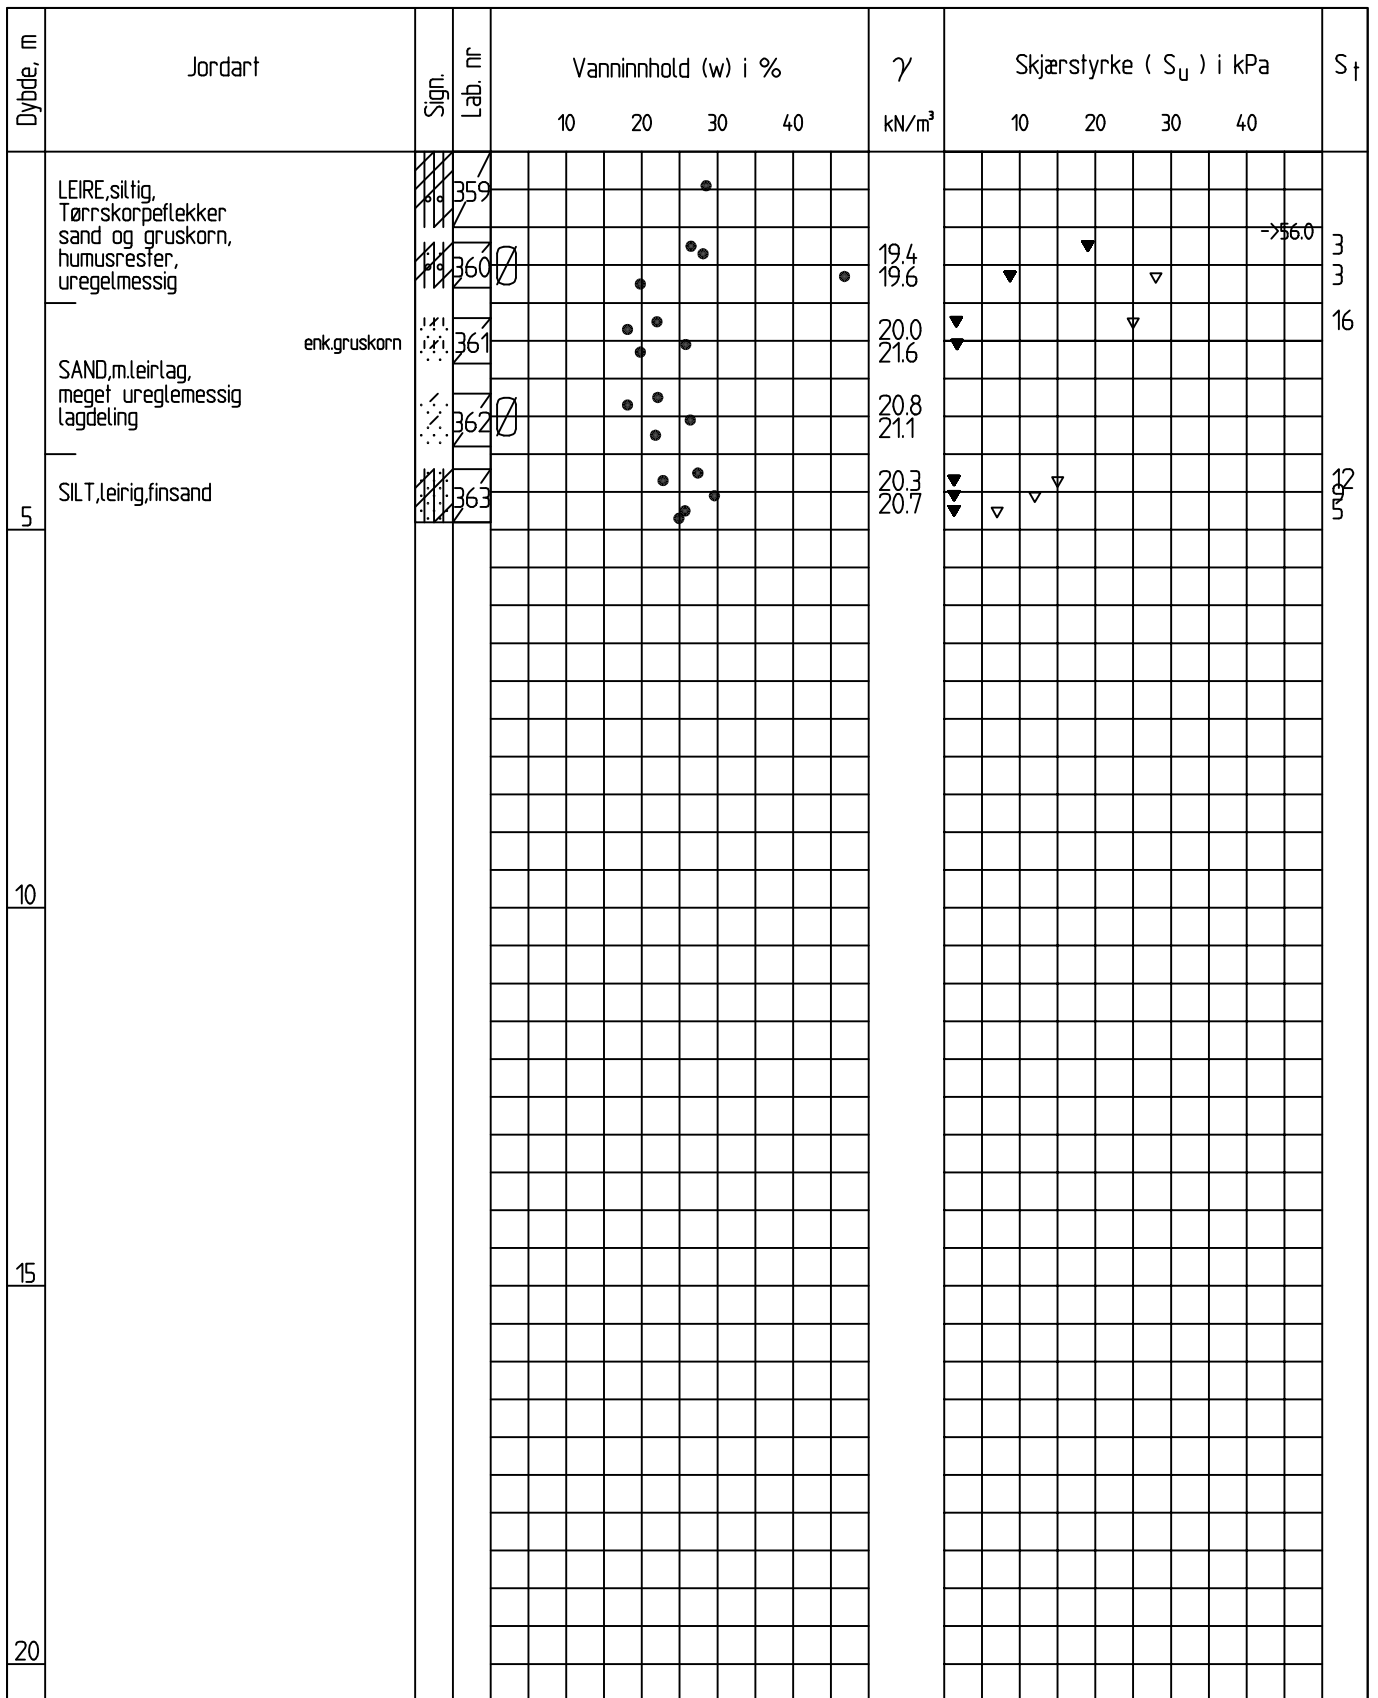 Dybde, m
Jordart
Sign.
Lab. nr
Vanninnhold (w) i %
10 20 30 40
γ
kN/m³
Skjærstyrke ( Su ) i kPa
10 20 30 40
St
LEIRE,siltig,
Tørrskorpeflekker
sand og gruskorn,
humusrester,
uregelmessig
359
->56.0
360
19.4
3
19.6
3
enk.gruskorn
361
20.0
16
21.6
SAND,m.leirlag,
meget ureglemessig
lagdeling
362
20.8
21.1
SILT,leirig,finsand
363
20.3
12
20.7
9
5
5
10
15
20